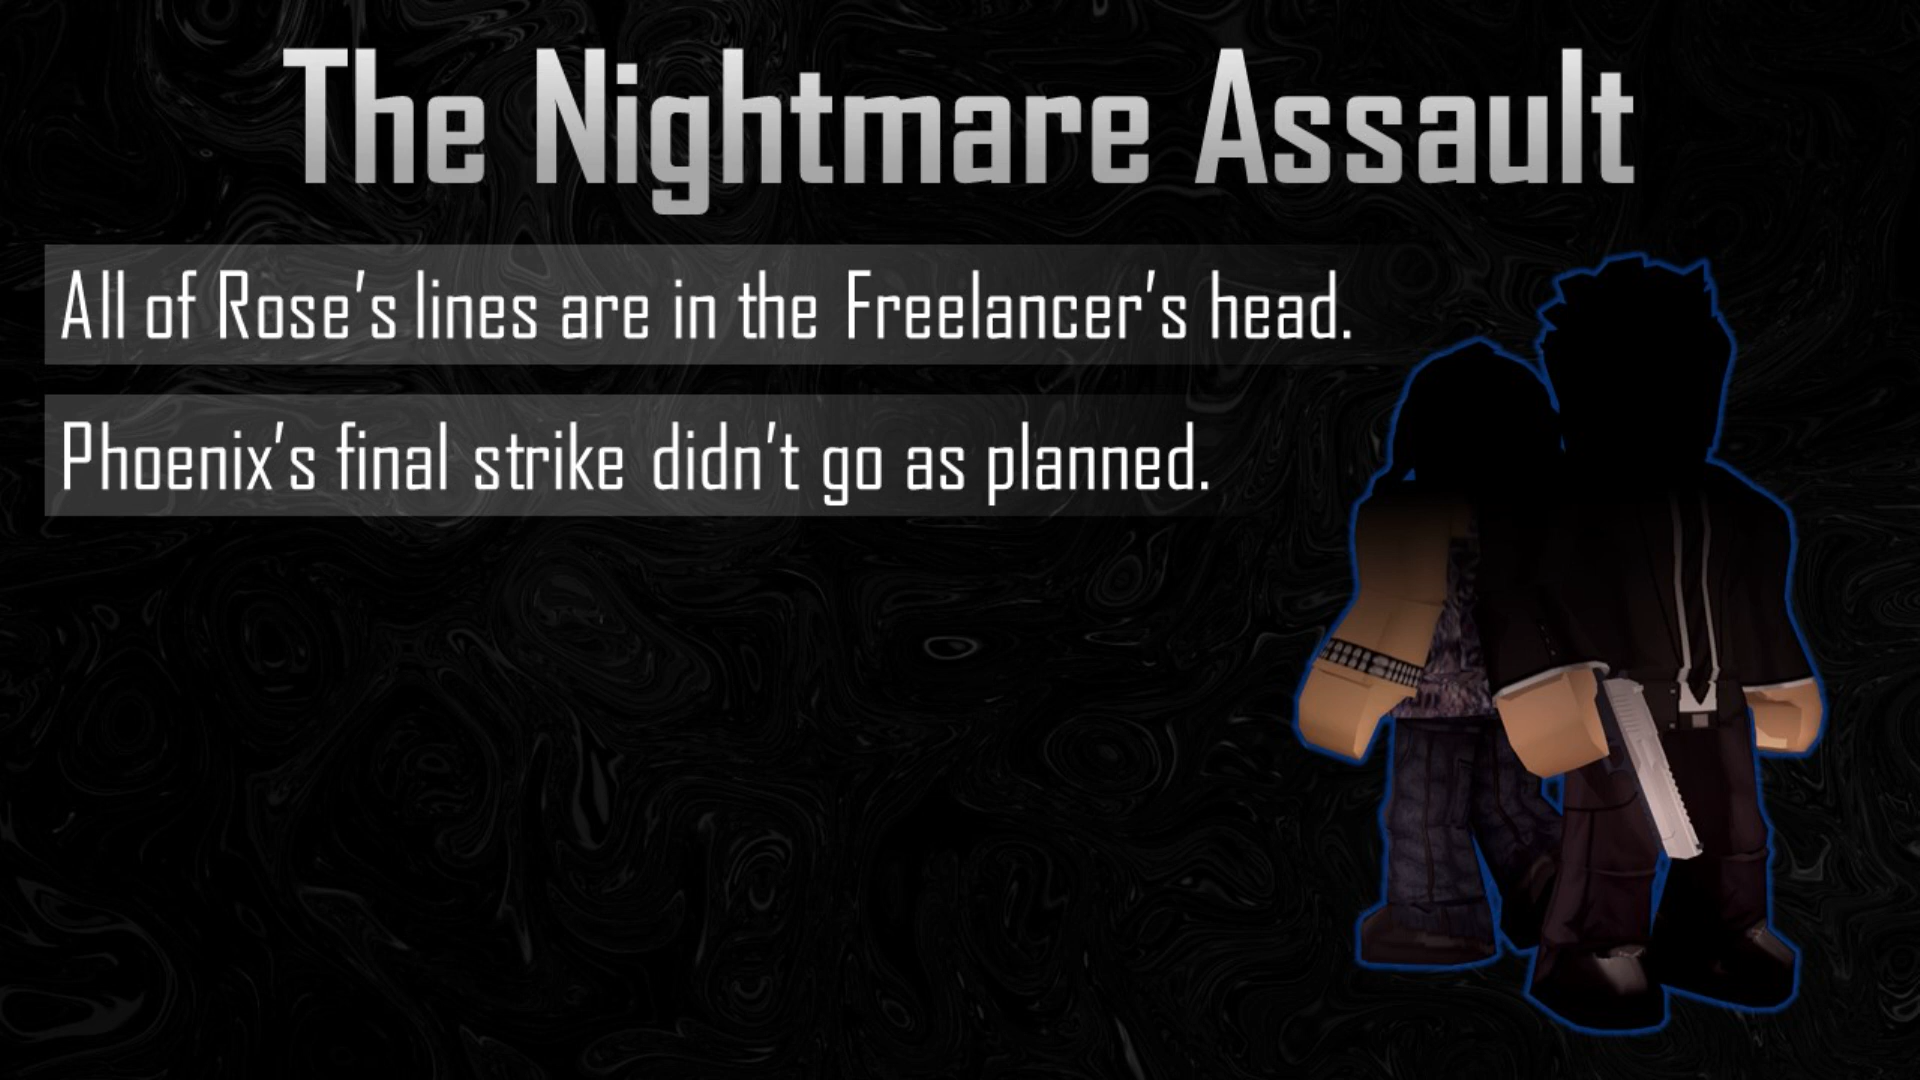 The Nightmare Assault
All of Rose’s lines are in the Freelancer’s head.
Phoenix’s final strike didn’t go as planned.